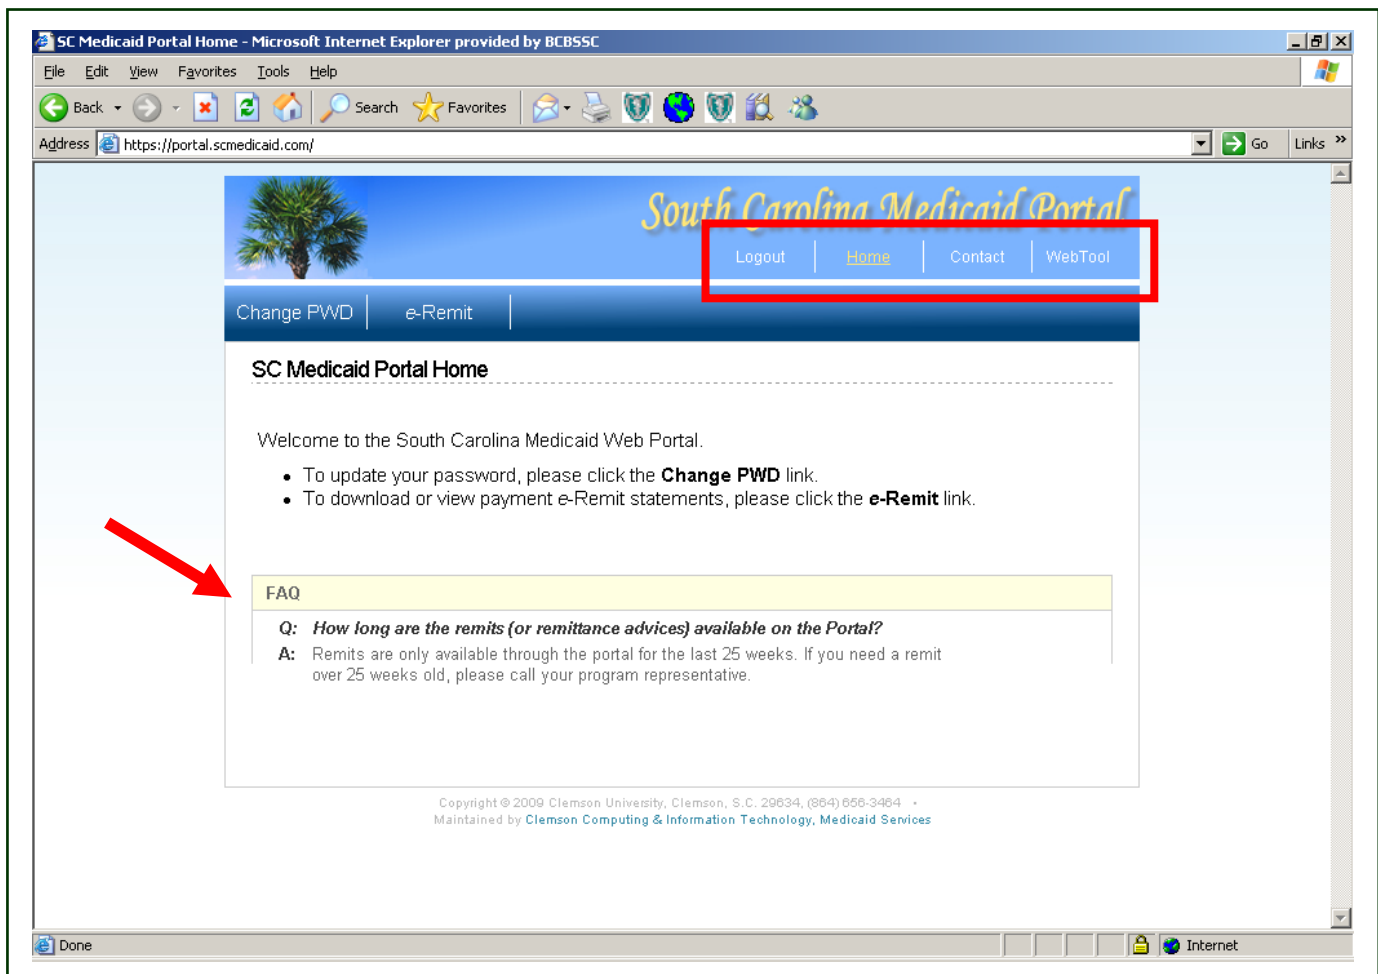 SC Medicaid Portal Home - Microsoft Internet Explorer provided by BCBSSC
File Edit View Favorites Tools Help
Back Search Favorites
Address https://portal.scmedicaid.com/ Go Links »
South Carolina Medicaid Portal
Logout Home Contact WebTool
Change PWD e-Remit
SC Medicaid Portal Home
Welcome to the South Carolina Medicaid Web Portal.
• To update your password, please click the Change PWD link.
• To download or view payment e-Remit statements, please click the e-Remit link.
FAQ
Q: How long are the remits (or remittance advices) available on the Portal?
A: Remits are only available through the portal for the last 25 weeks. If you need a remit
over 25 weeks old, please call your program representative.
Copyright © 2009 Clemson University, Clemson, S.C. 29634, (864) 656-3464 •
Maintained by Clemson Computing & Information Technology, Medicaid Services
Done Internet